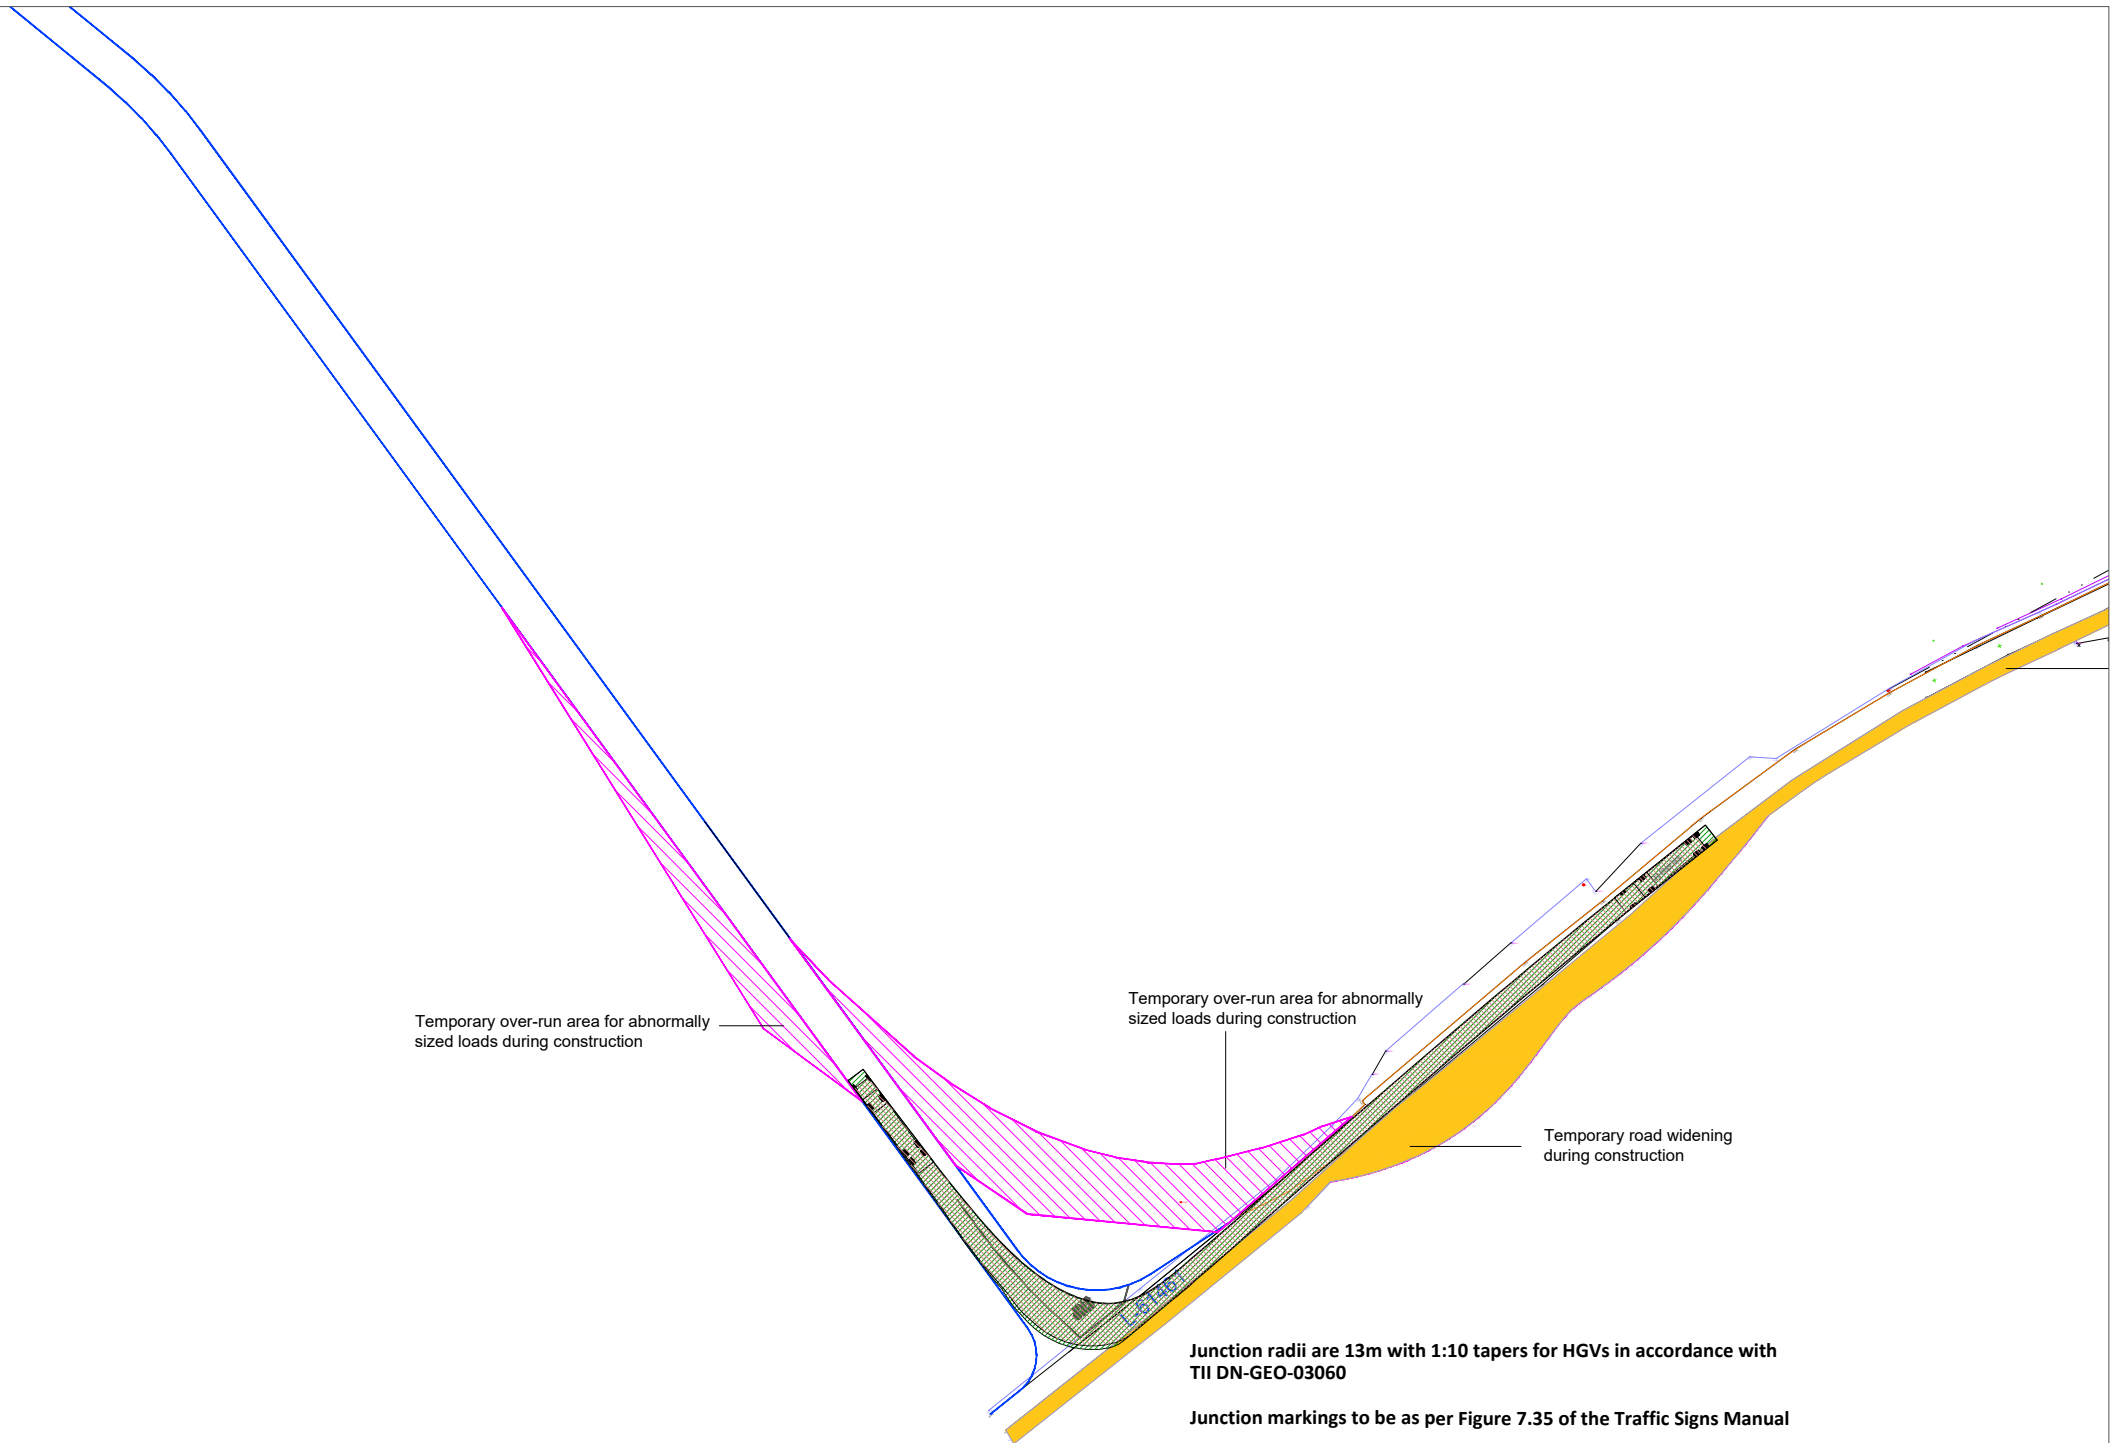 Temporary over-run area for abnormally
sized loads during construction
Temporary over-run area for abnormally
sized loads during construction
Temporary road widening
during construction
L-61461
Junction radii are 13m with 1:10 tapers for HGVs in accordance with
TII DN-GEO-03060
Junction markings to be as per Figure 7.35 of the Traffic Signs Manual